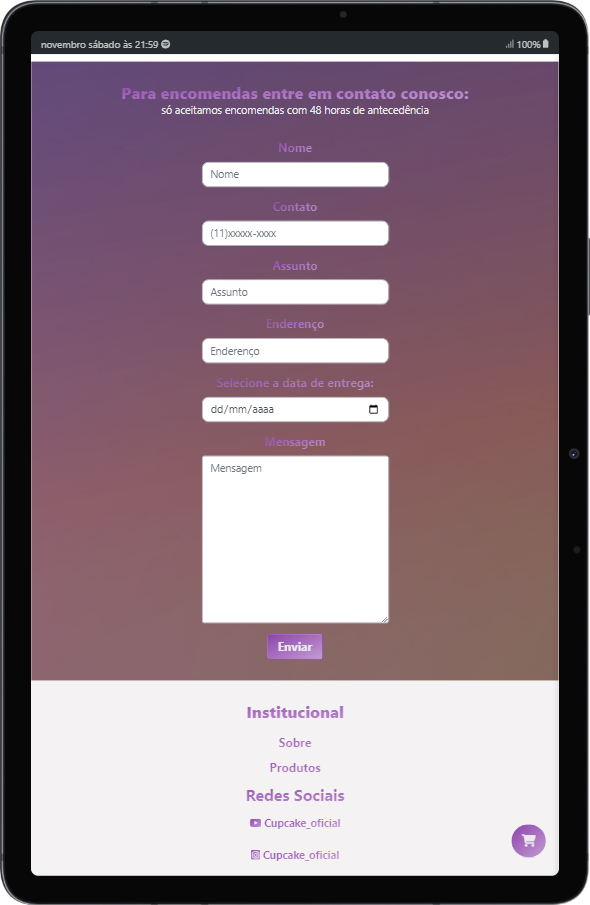 novembro sábado às 21:59
100%
Para encomendas entre em contato conosco:
só aceitamos encomendas com 48 horas de antecedência
Nome
Nome
Contato
(11)xxxxx-xxxx
Assunto
Assunto
Enderenço
Enderenço
Selecione a data de entrega:
dd/mm/aaaa
Mensagem
Mensagem
Enviar
Institucional
Sobre
Produtos
Redes Sociais
Cupcake_oficial
Cupcake_oficial